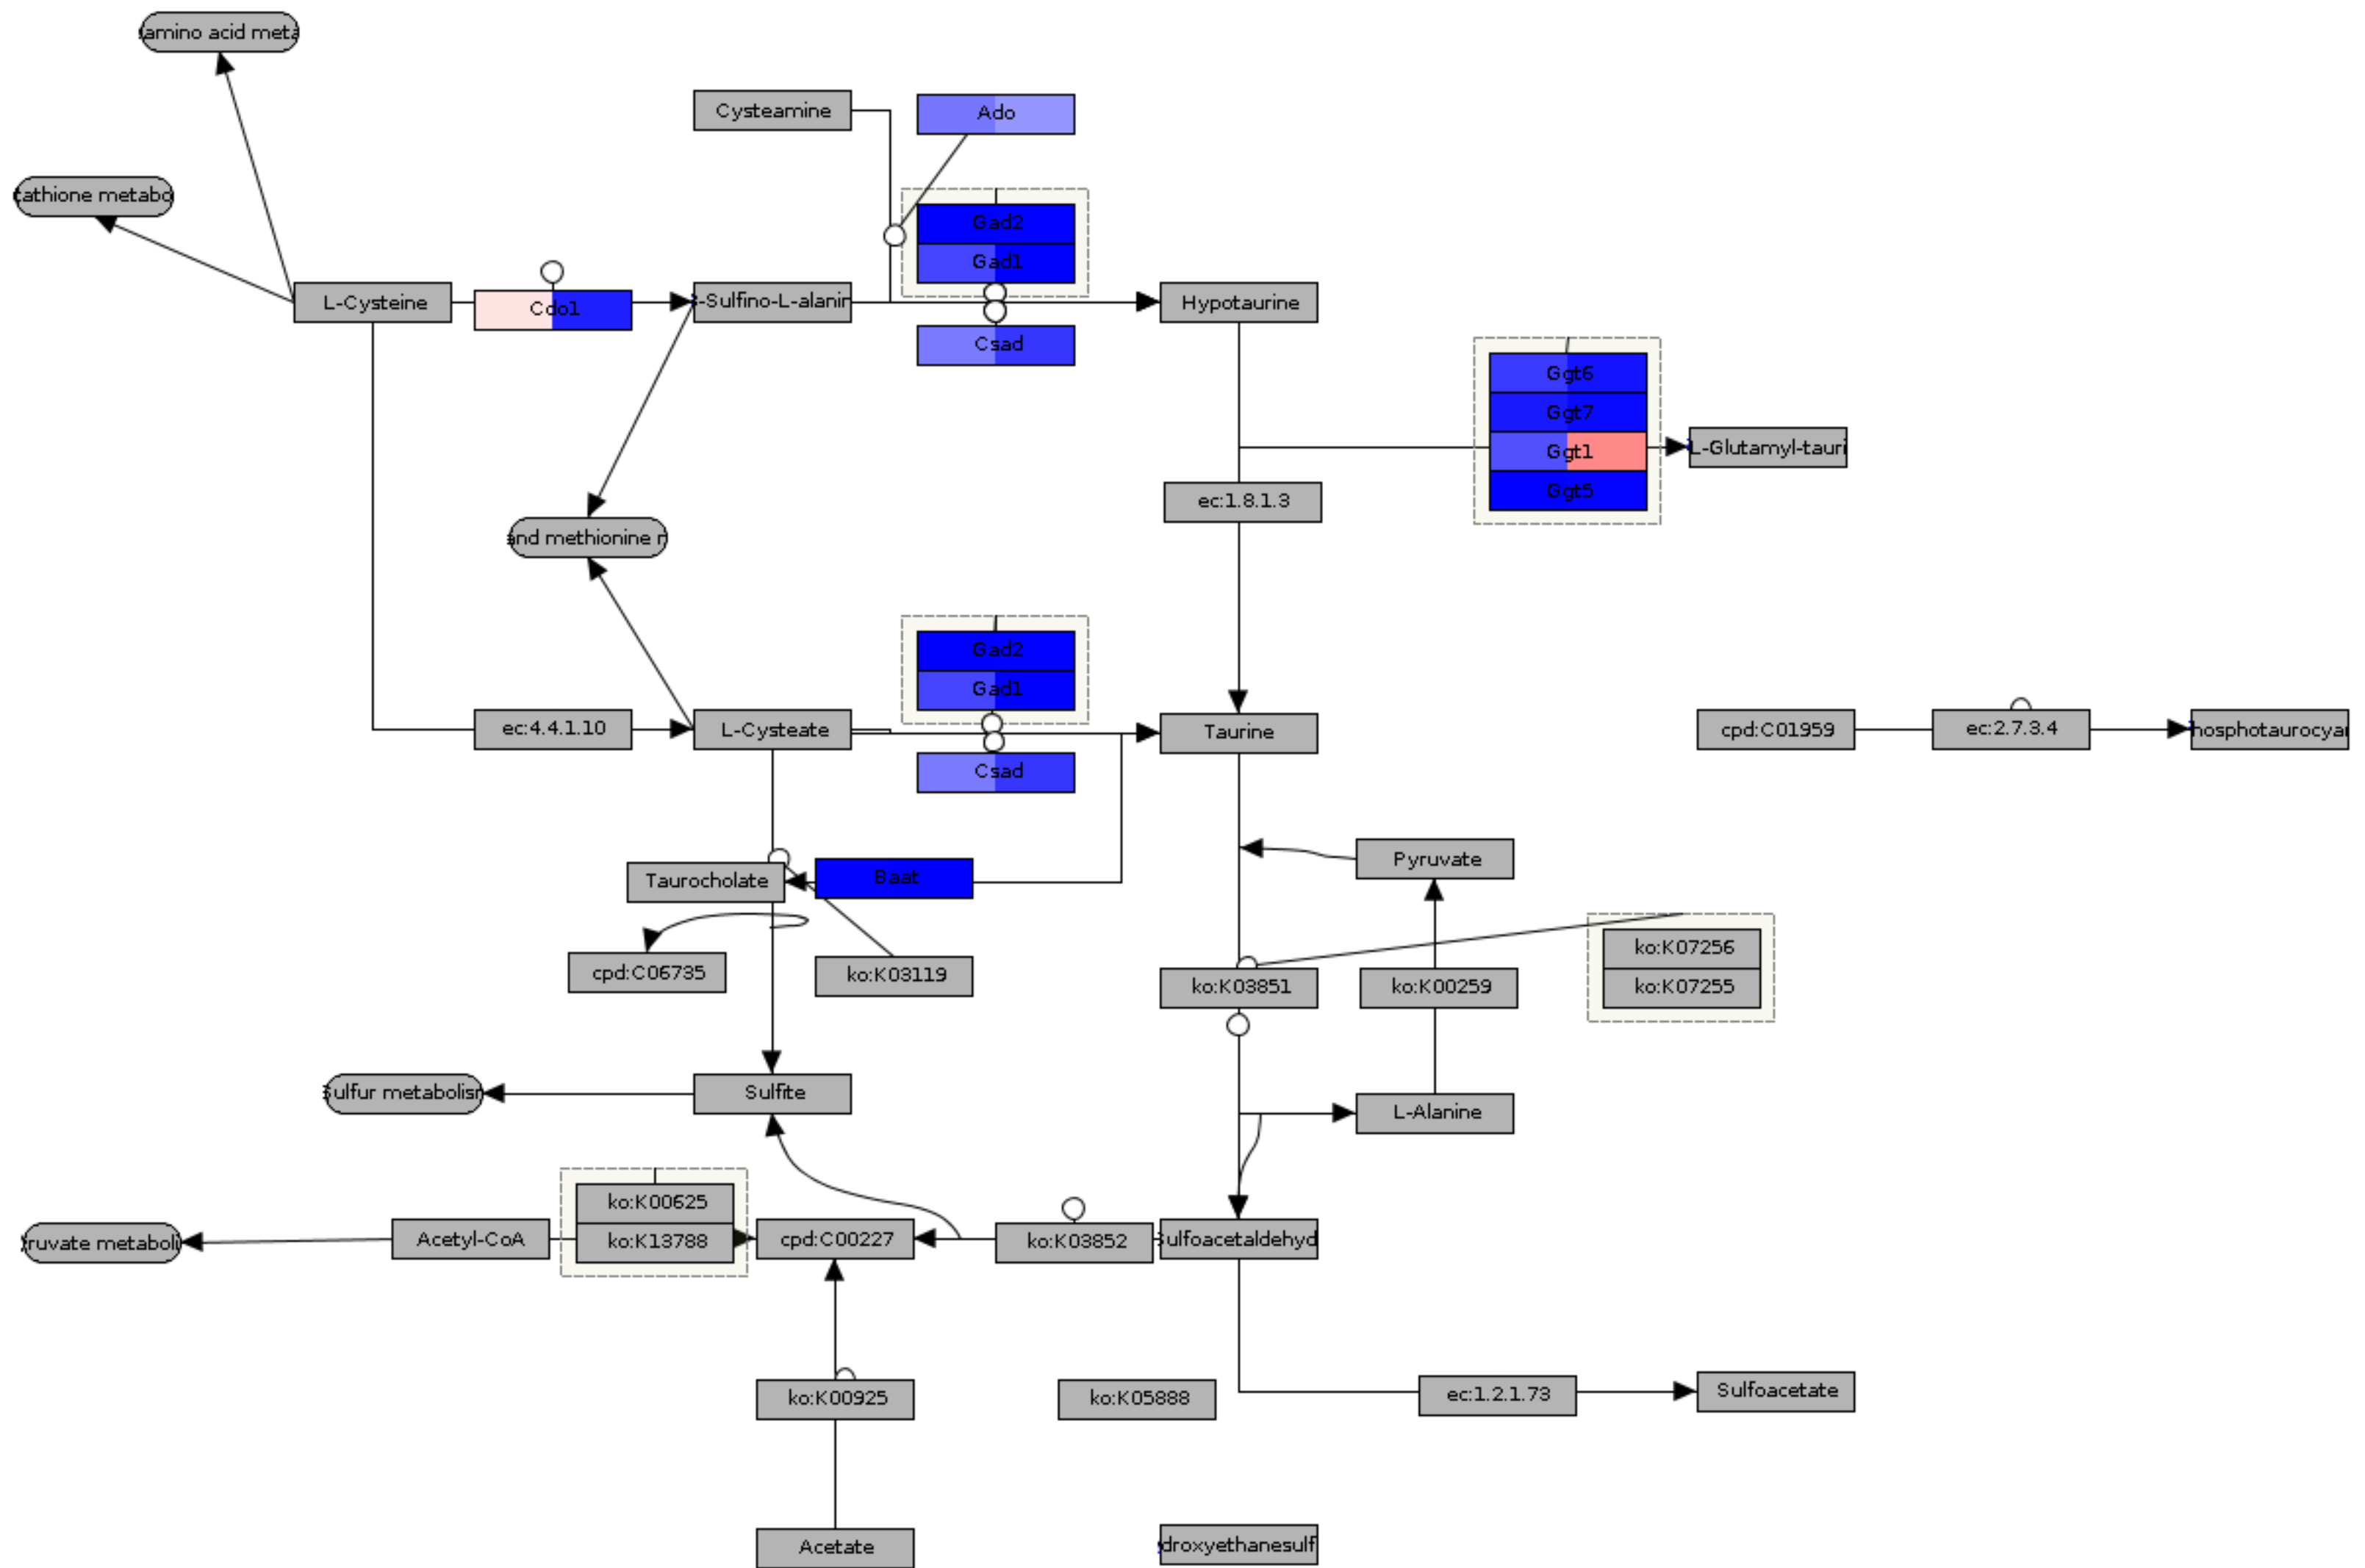 amino acid meta
Cysteamine
Ado
tathione metabo
Gad2
Gad1
L-Cysteine
Cdo1
-Sulfino-L-alanin
Hypotaurine
Csad
Ggt6
Ggt7
Ggt1
L-Glutamyl-tauri
Ggt5
ec:1.8.1.3
and methionine m
Gad2
Gad1
ec:4.4.1.10
L-Cysteate
Taurine
cpd:C01959
ec:2.7.3.4
hosphotaurocyar
Csad
Pyruvate
Taurocholate
Baat
ko:K07256
cpd:C06735
ko:K03119
ko:K03851
ko:K00259
ko:K07255
Sulfur metabolism
Sulfite
L-Alanine
ko:K00625
ruvate metaboli
Acetyl-CoA
ko:K13788
cpd:C00227
ko:K03852
ulfoacetaldehyd
ko:K00925
ko:K05888
ec:1.2.1.73
Sulfoacetate
Acetate
droxyethanesulf